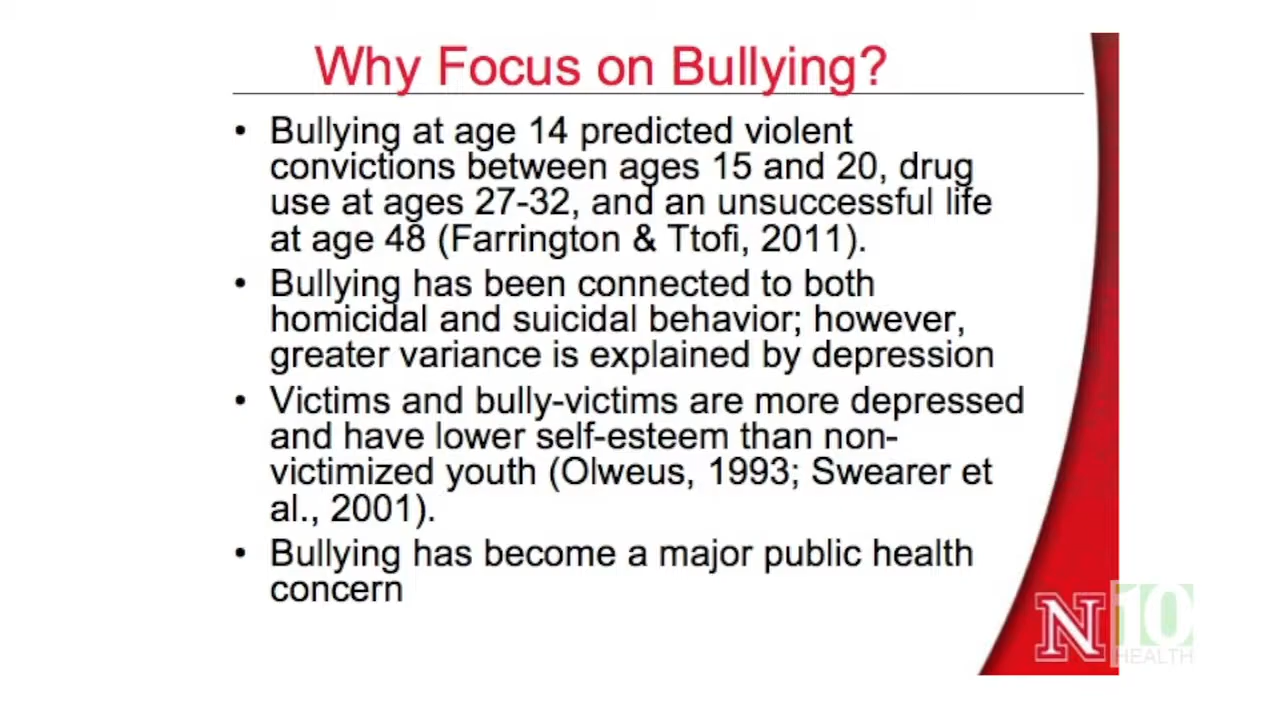 Why Focus on Bullying?
• Bullying at age 14 predicted violent
convictions between ages 15 and 20, drug
use at ages 27-32, and an unsuccessful life
at age 48 (Farrington & Ttofi, 2011).
• Bullying has been connected to both
homicidal and suicidal behavior; however,
greater variance is explained by depression
• Victims and bully-victims are more depressed
and have lower self-esteem than non-
victimized youth (Olweus, 1993; Swearer et
al., 2001).
• Bullying has become a major public health
concern
N
10
HEALTH